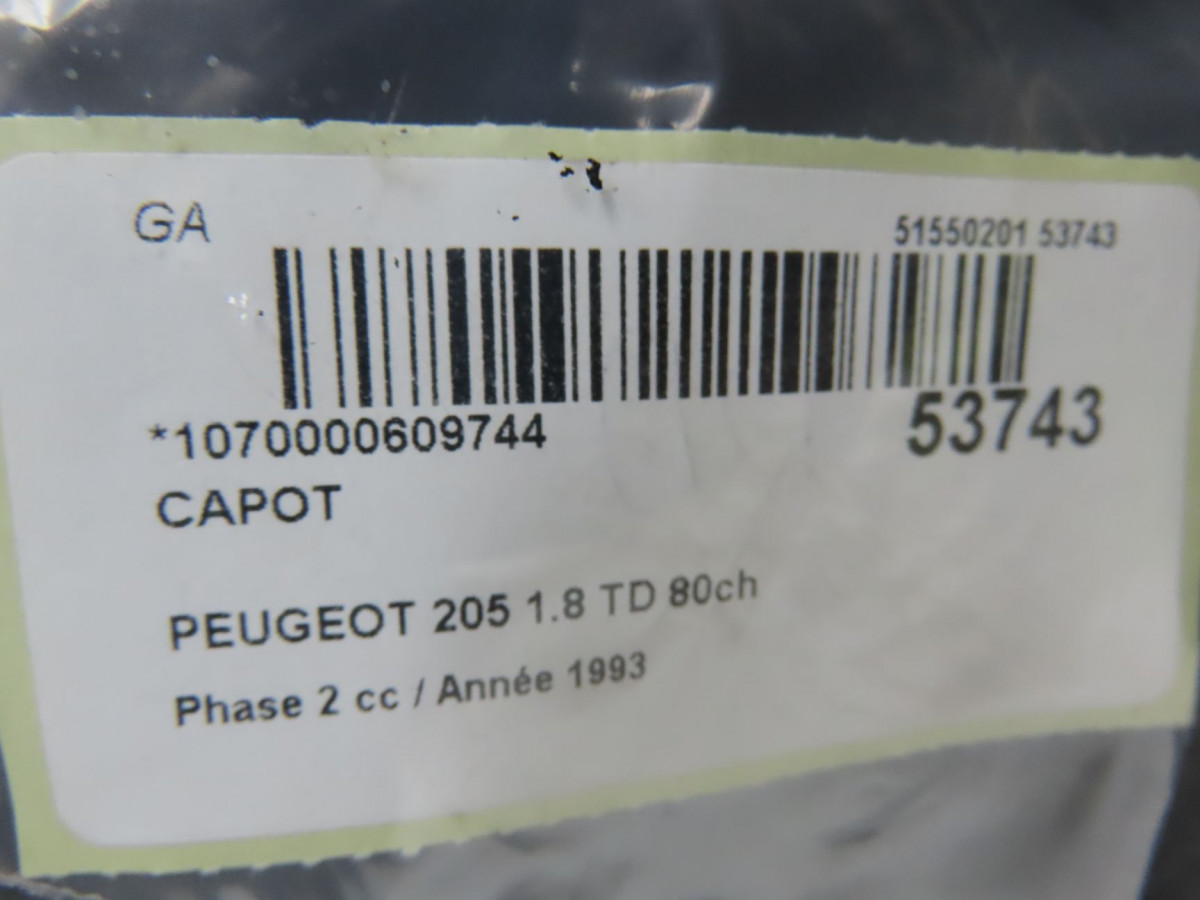 GA
51550201 53743
*1070000609744
53743
CAPOT
PEUGEOT 205 1.8 TD 80ch
Phase 2 cc / Année 1993